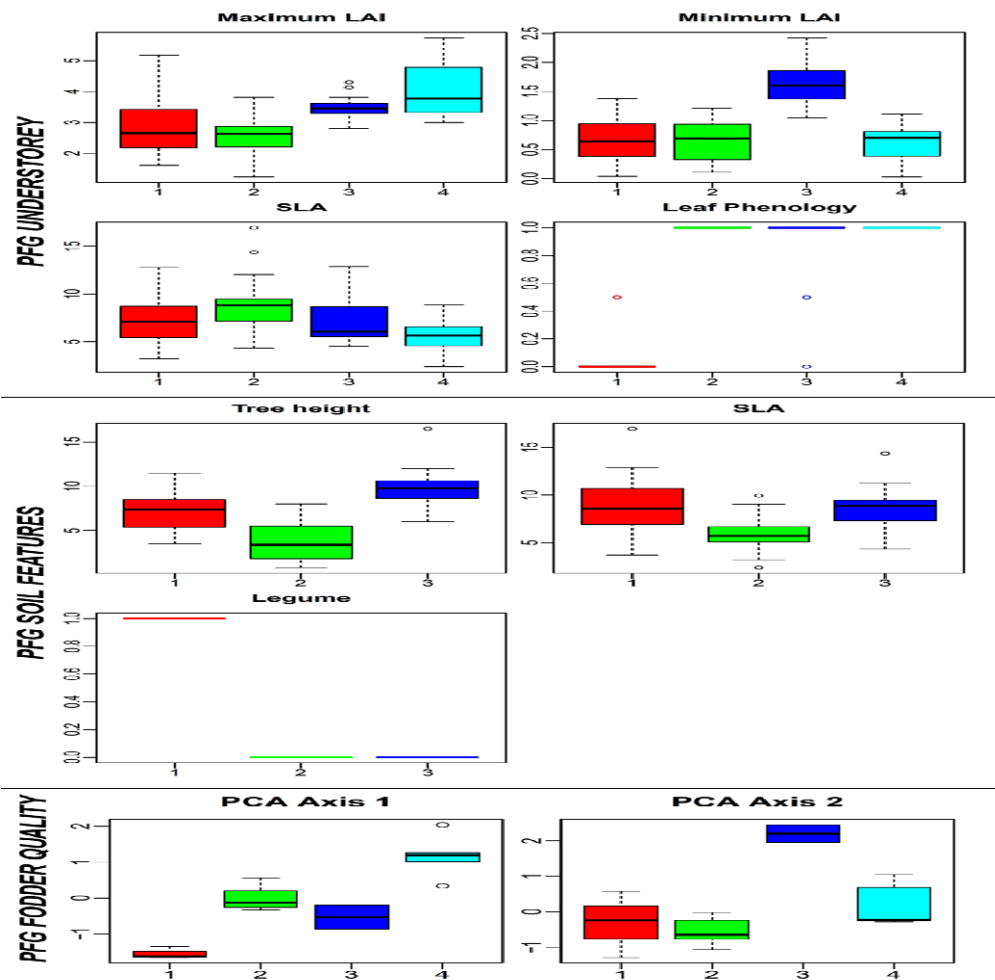 Maximum LAI
2 3 4 5
1 2 3 4
Minimum LAI
0.0 0.5 1.0 1.5 2.0 2.5
1 2 3 4
PFG UNDERSTOREY
SLA
5 10 15
1 2 3 4
Leaf Phenology
0.0 0.2 0.4 0.6 0.8 1.0
1 2 3 4
Tree height
5 10 15
1 2 3
SLA
5 10 15
1 2 3
PFG SOIL FEATURES
Legume
0.0 0.2 0.4 0.6 0.8 1.0
1 2 3
PFG FODDER QUALITY
PCA Axis 1
-1 0 1 2
1 2 3 4
PCA Axis 2
-1 0 1 2
1 2 3 4